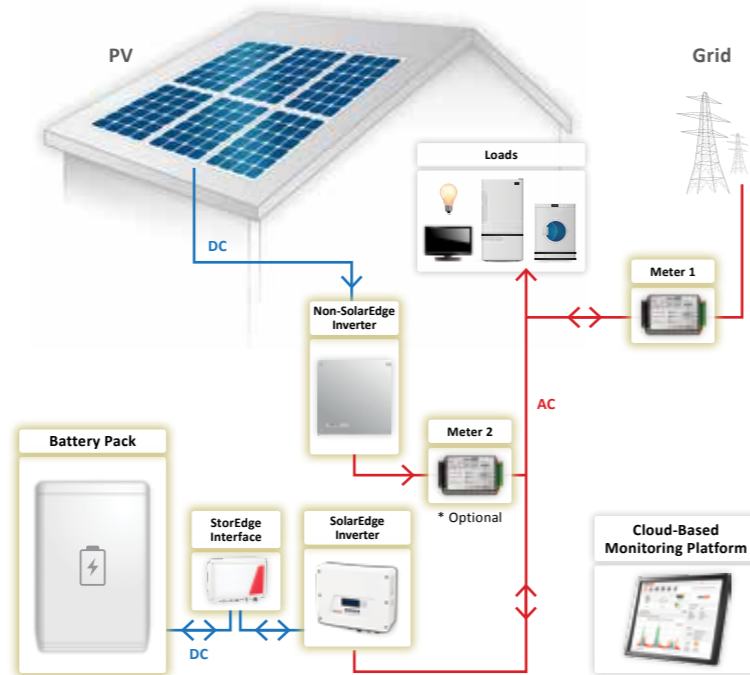 PV
Grid
Loads
DC
Meter 1
Non-SolarEdge
Inverter
AC
Battery Pack
Meter 2
* Optional
StorEdge
Interface
SolarEdge
Inverter
Cloud-Based
Monitoring Platform
DC